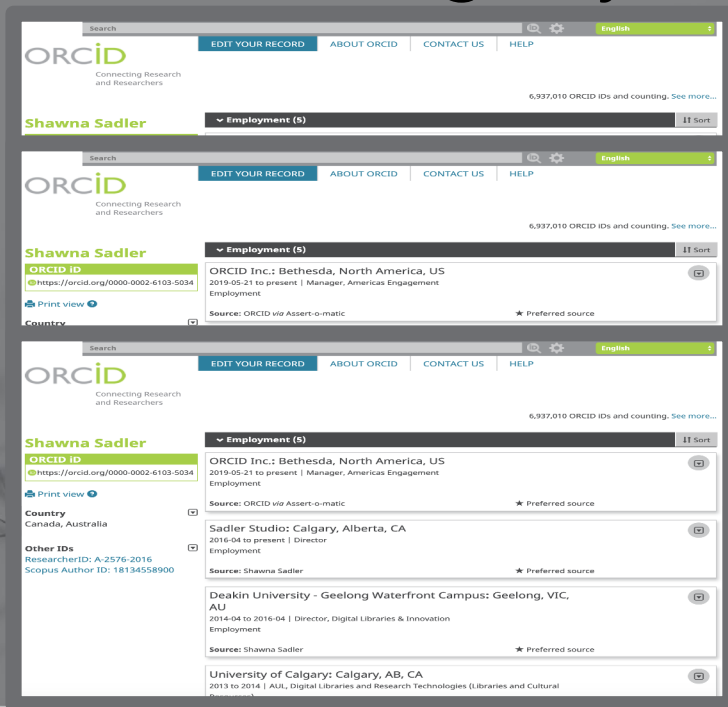 Search
English
EDIT YOUR RECORD ABOUT ORCID CONTACT US HELP
ORCiD
Connecting Research
and Researchers
6,937,010 ORCID iDs and counting. See more...
Shawna Sadler
Employment (5) Sort
Search
English
EDIT YOUR RECORD ABOUT ORCID CONTACT US HELP
ORCiD
Connecting Research
and Researchers
6,937,010 ORCID iDs and counting. See more...
Shawna Sadler
Employment (5) Sort
ORCID iD
https://orcid.org/0000-0002-6103-5034
Print view
Country
ORCID Inc.: Bethesda, North America, US
2019-05-21 to present | Manager, Americas Engagement
Employment
Source: ORCID via Assert-o-matic ★ Preferred source
Search
English
EDIT YOUR RECORD ABOUT ORCID CONTACT US HELP
ORCiD
Connecting Research
and Researchers
6,937,010 ORCID iDs and counting. See more...
Shawna Sadler
Employment (5) Sort
ORCID iD
https://orcid.org/0000-0002-6103-5034
Print view
Country
Canada, Australia
Other IDs
ResearcherID: A-2576-2016
Scopus Author ID: 18134558900
ORCID Inc.: Bethesda, North America, US
2019-05-21 to present | Manager, Americas Engagement
Employment
Source: ORCID via Assert-o-matic ★ Preferred source
Sadler Studio: Calgary, Alberta, CA
2016-04 to present | Director
Employment
Source: Shawna Sadler ★ Preferred source
Deakin University - Geelong Waterfront Campus: Geelong, VIC,
AU
2014-04 to 2016-04 | Director, Digital Libraries & Innovation
Employment
Source: Shawna Sadler ★ Preferred source
University of Calgary: Calgary, AB, CA
2013 to 2014 | AUL, Digital Libraries and Research Technologies (Libraries and Cultural